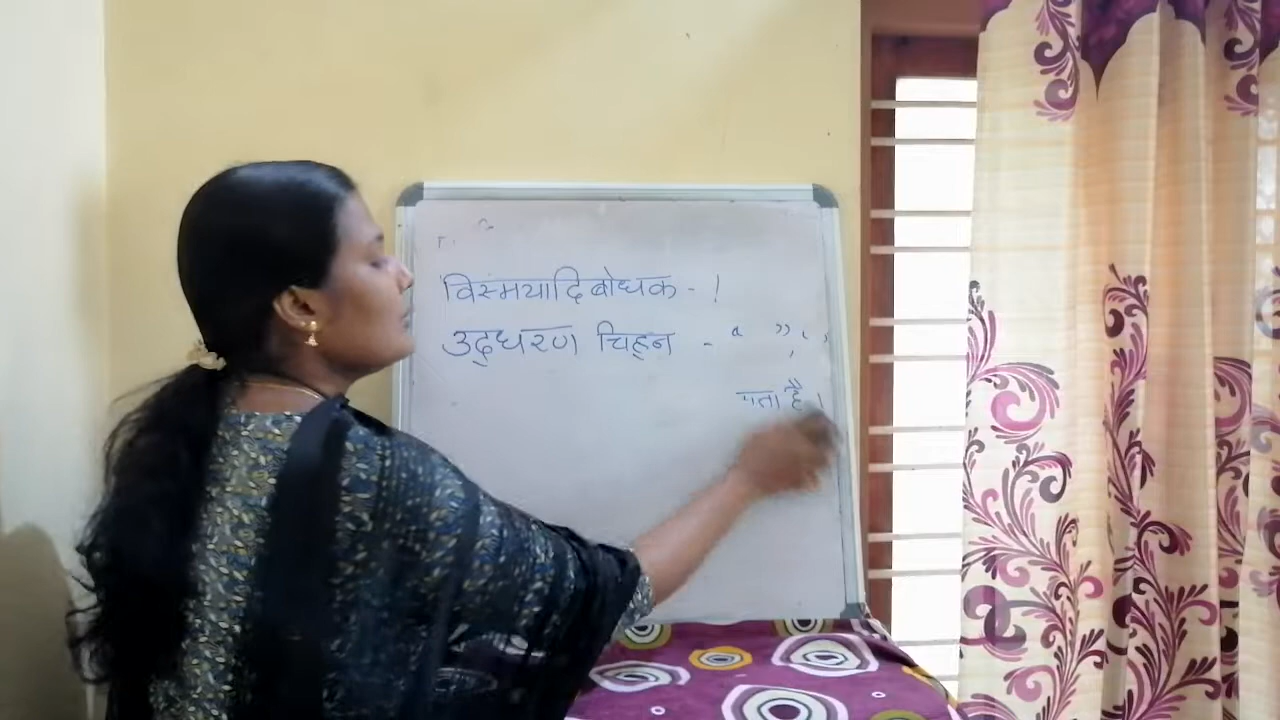 विस्मयादिबोधक - !
उद्धरण चिह्न - “ ”, ‘ ’
है ।